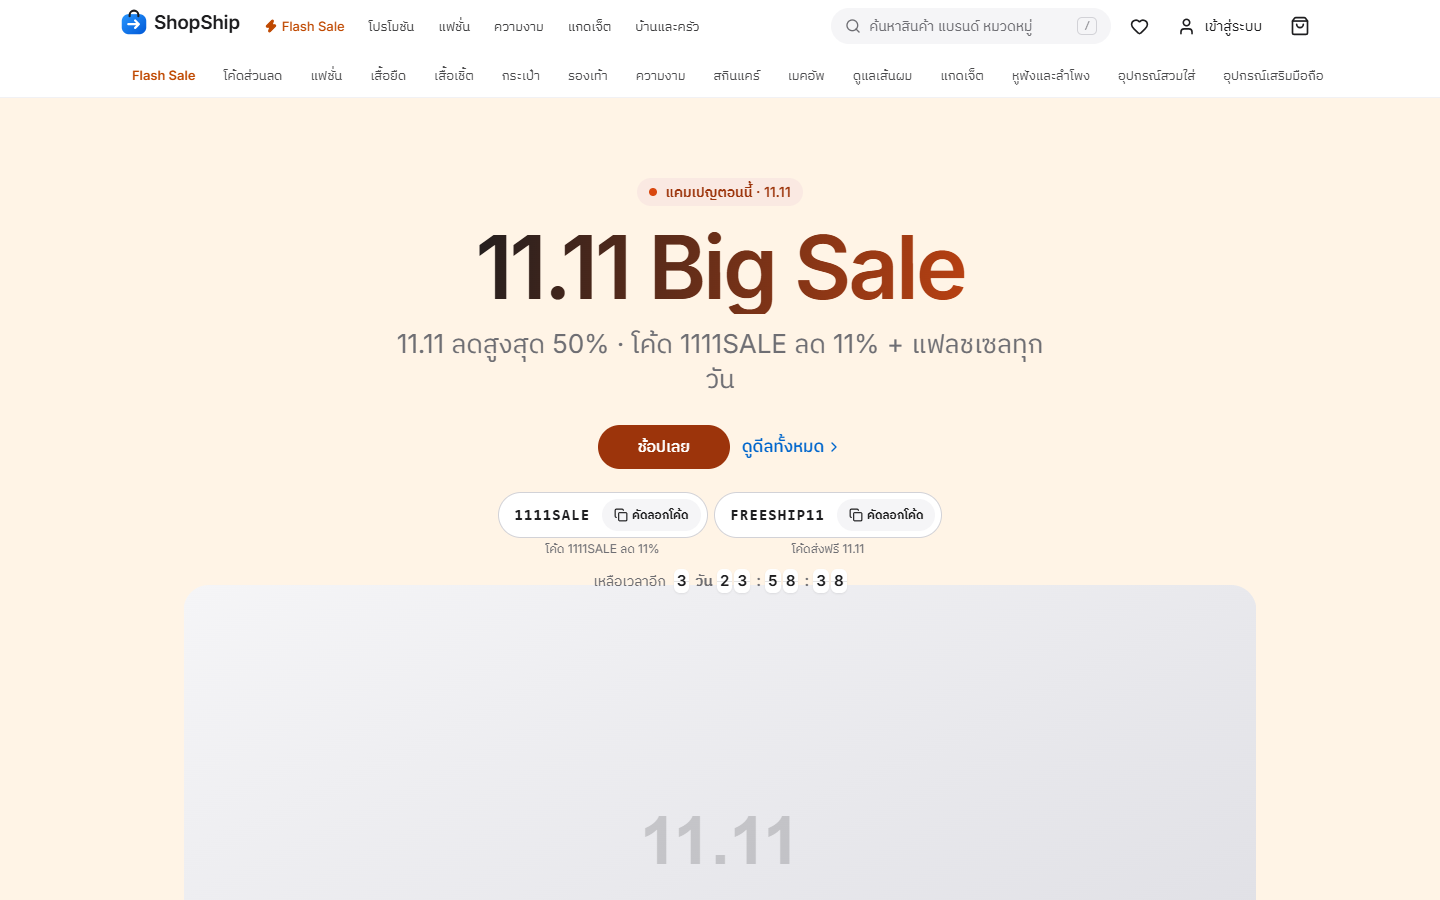 ShopShip
Flash Sale โปรโมชัน แฟชั่น ความงาม แกดเจ็ต บ้านและครัว
ค้นหาสินค้า แบรนด์ หมวดหมู่ /
เข้าสู่ระบบ
Flash Sale โค้ดส่วนลด แฟชั่น เสื้อยืด เสื้อเชิ้ต กระเป๋า รองเท้า ความงาม สกินแคร์ เมคอัพ ดูแลเส้นผม แกดเจ็ต หูฟังและลำโพง อุปกรณ์สวมใส่ อุปกรณ์เสริมมือถือ
แคมเปญตอนนี้ · 11.11
11.11 Big Sale
11.11 ลดสูงสุด 50% · โค้ด 1111SALE ลด 11% + แฟลชเซลทุก
วัน
ช้อปเลย ดูดีลทั้งหมด
1111SALE คัดลอกโค้ด FREESHIP11 คัดลอกโค้ด
โค้ด 1111SALE ลด 11% โค้ดส่งฟรี 11.11
เหลือเวลาอีก 3 วัน 23 : 58 : 38
11.11